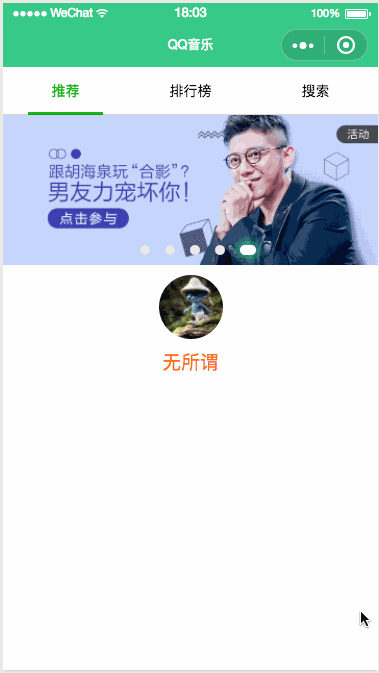 WeChat
18:03
100%
QQ音乐
推荐
排行榜
搜索
活动
跟胡海泉玩“合影”?
男友力宠坏你!
点击参与
无所谓